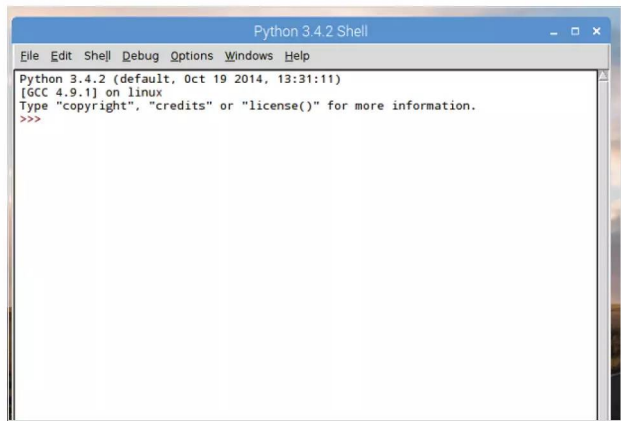 Python 3.4.2 Shell
File Edit Shell Debug Options Windows Help
Python 3.4.2 (default, Oct 19 2014, 13:31:11)
[GCC 4.9.1] on linux
Type "copyright", "credits" or "license()" for more information.
>>>